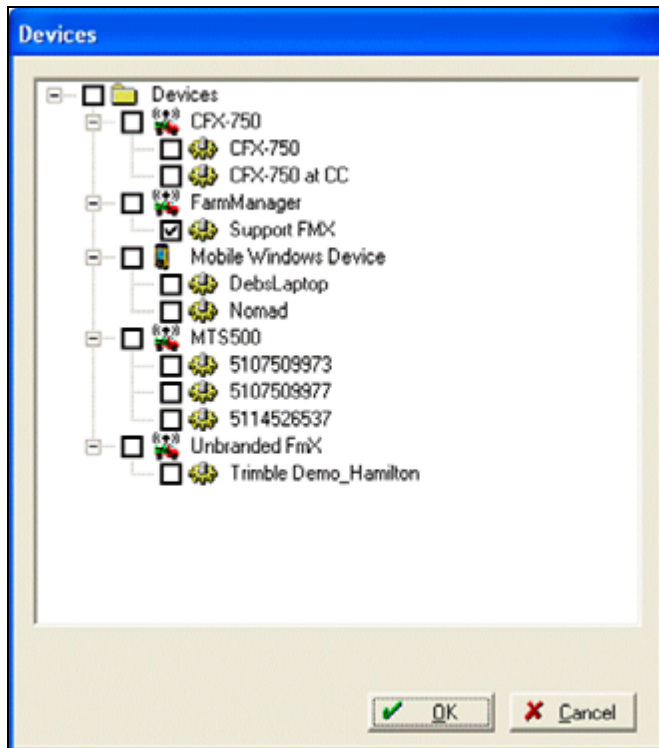 Devices
Devices
CFX-750
CFX-750
CFX-750 at CC
FarmManager
Support FMX
Mobile Windows Device
DebsLaptop
Nomad
MTS500
5107509973
5107509977
5114526537
Unbranded FmX
Trimble Demo_Hamilton
OK Cancel